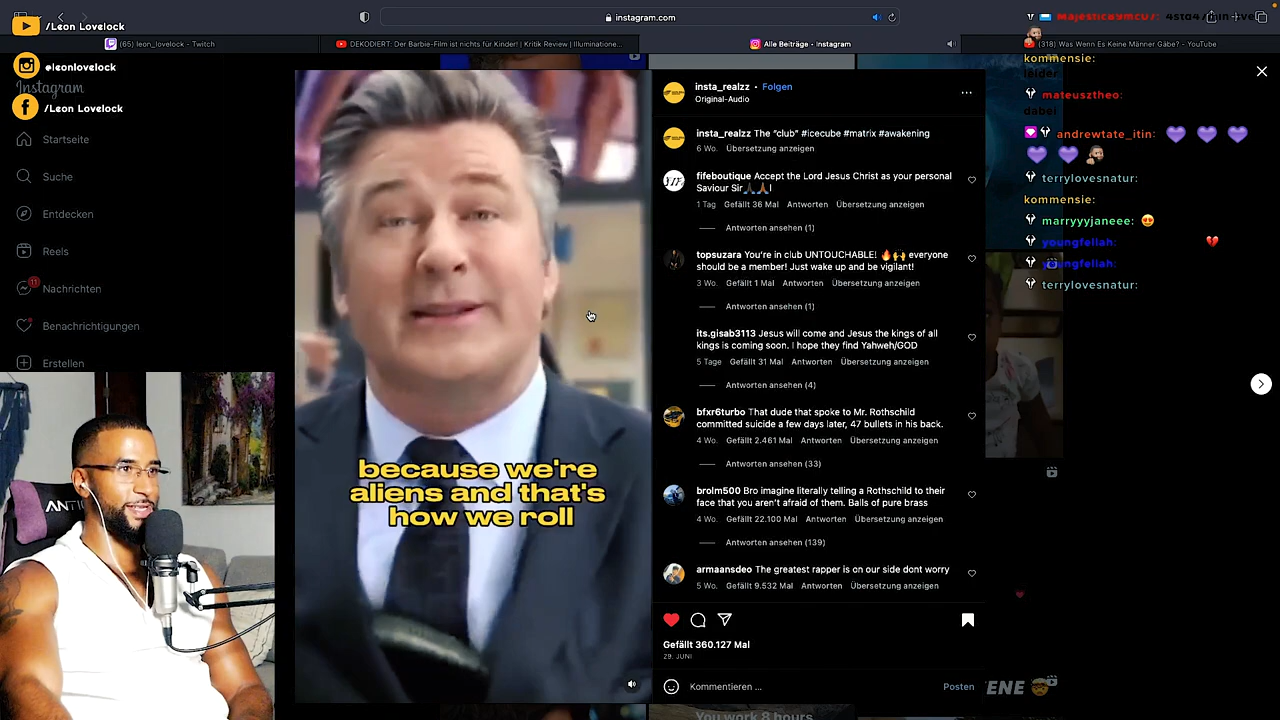 /Leon Lovelock
instagram.com
(65) leon_lovelock - Twitch
DEKODIERT: Der Barbie-Film ist nichts für Kinder! | Kritik Review | Illuminatione...
Alle Beiträge • Instagram
(318) Was Wenn Es Keine Männer Gäbe? - YouTube
@leonlovelock
Instagram
/Leon Lovelock
Startseite
Suche
Entdecken
Reels
11
Nachrichten
Benachrichtigungen
Erstellen
ANTI
because we're
aliens and that's
how we roll
insta_realzz • Folgen
Original-Audio
insta_realzz The "club" #icecube #matrix #awakening
6 Wo. Übersetzung anzeigen
fifeboutique Accept the Lord Jesus Christ as your personal
Saviour Sir🙏🏿🙏🏾!
1 Tag Gefällt 36 Mal Antworten Übersetzung anzeigen
Antworten ansehen (1)
topsuzara You're in club UNTOUCHABLE! 🔥🙌 everyone
should be a member! Just wake up and be vigilant!
3 Wo. Gefällt 1 Mal Antworten Übersetzung anzeigen
Antworten ansehen (1)
its.gisab3113 Jesus will come and Jesus the kings of all
kings is coming soon. I hope they find Yahweh/GOD
5 Tage Gefällt 31 Mal Antworten Übersetzung anzeigen
Antworten ansehen (4)
bfxr6turbo That dude that spoke to Mr. Rothschild
committed suicide a few days later, 47 bullets in his back.
4 Wo. Gefällt 2.461 Mal Antworten Übersetzung anzeigen
Antworten ansehen (33)
brolm500 Bro imagine literally telling a Rothschild to their
face that you aren't afraid of them. Balls of pure brass
4 Wo. Gefällt 22.100 Mal Antworten Übersetzung anzeigen
Antworten ansehen (139)
armaansdeo The greatest rapper is on our side dont worry
5 Wo. Gefällt 9.532 Mal Antworten Übersetzung anzeigen
Gefällt 360.127 Mal
29. JUNI
Kommentieren ...
Posten
kommensie:
leider
mateusztheo:
dabei
andrewtate_itin: 💜 💜 💜
💜 💜
terrylovesnatur:
kommensie:
marryyyjaneee: 😍
youngfellah: 💔
youngfellah:
terrylovesnatur:
ENE
You work 8 hours